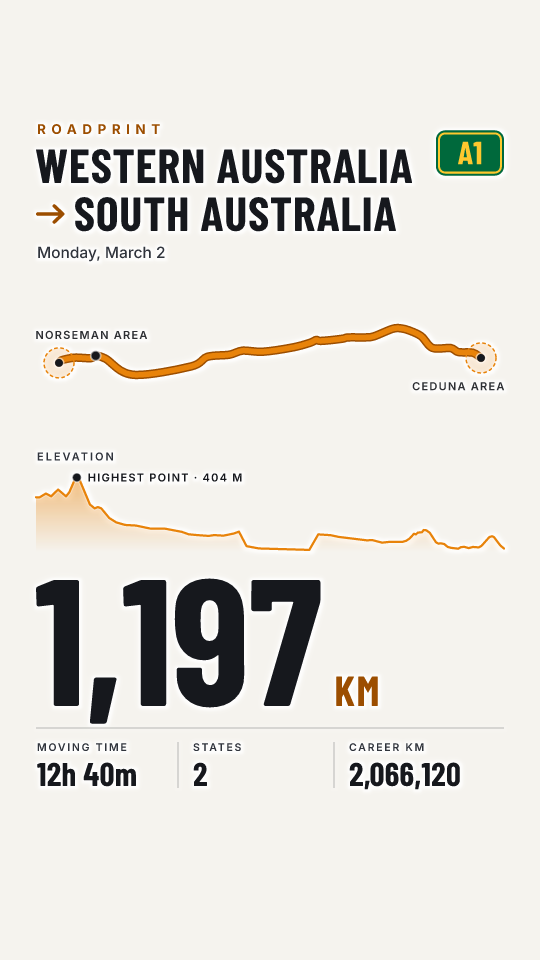 ROADPRINT
WESTERN AUSTRALIA
→ SOUTH AUSTRALIA
A1
Monday, March 2
NORSEMAN AREA
CEDUNA AREA
ELEVATION
HIGHEST POINT · 404 M
1,197 KM
MOVING TIME
12h 40m
STATES
2
CAREER KM
2,066,120